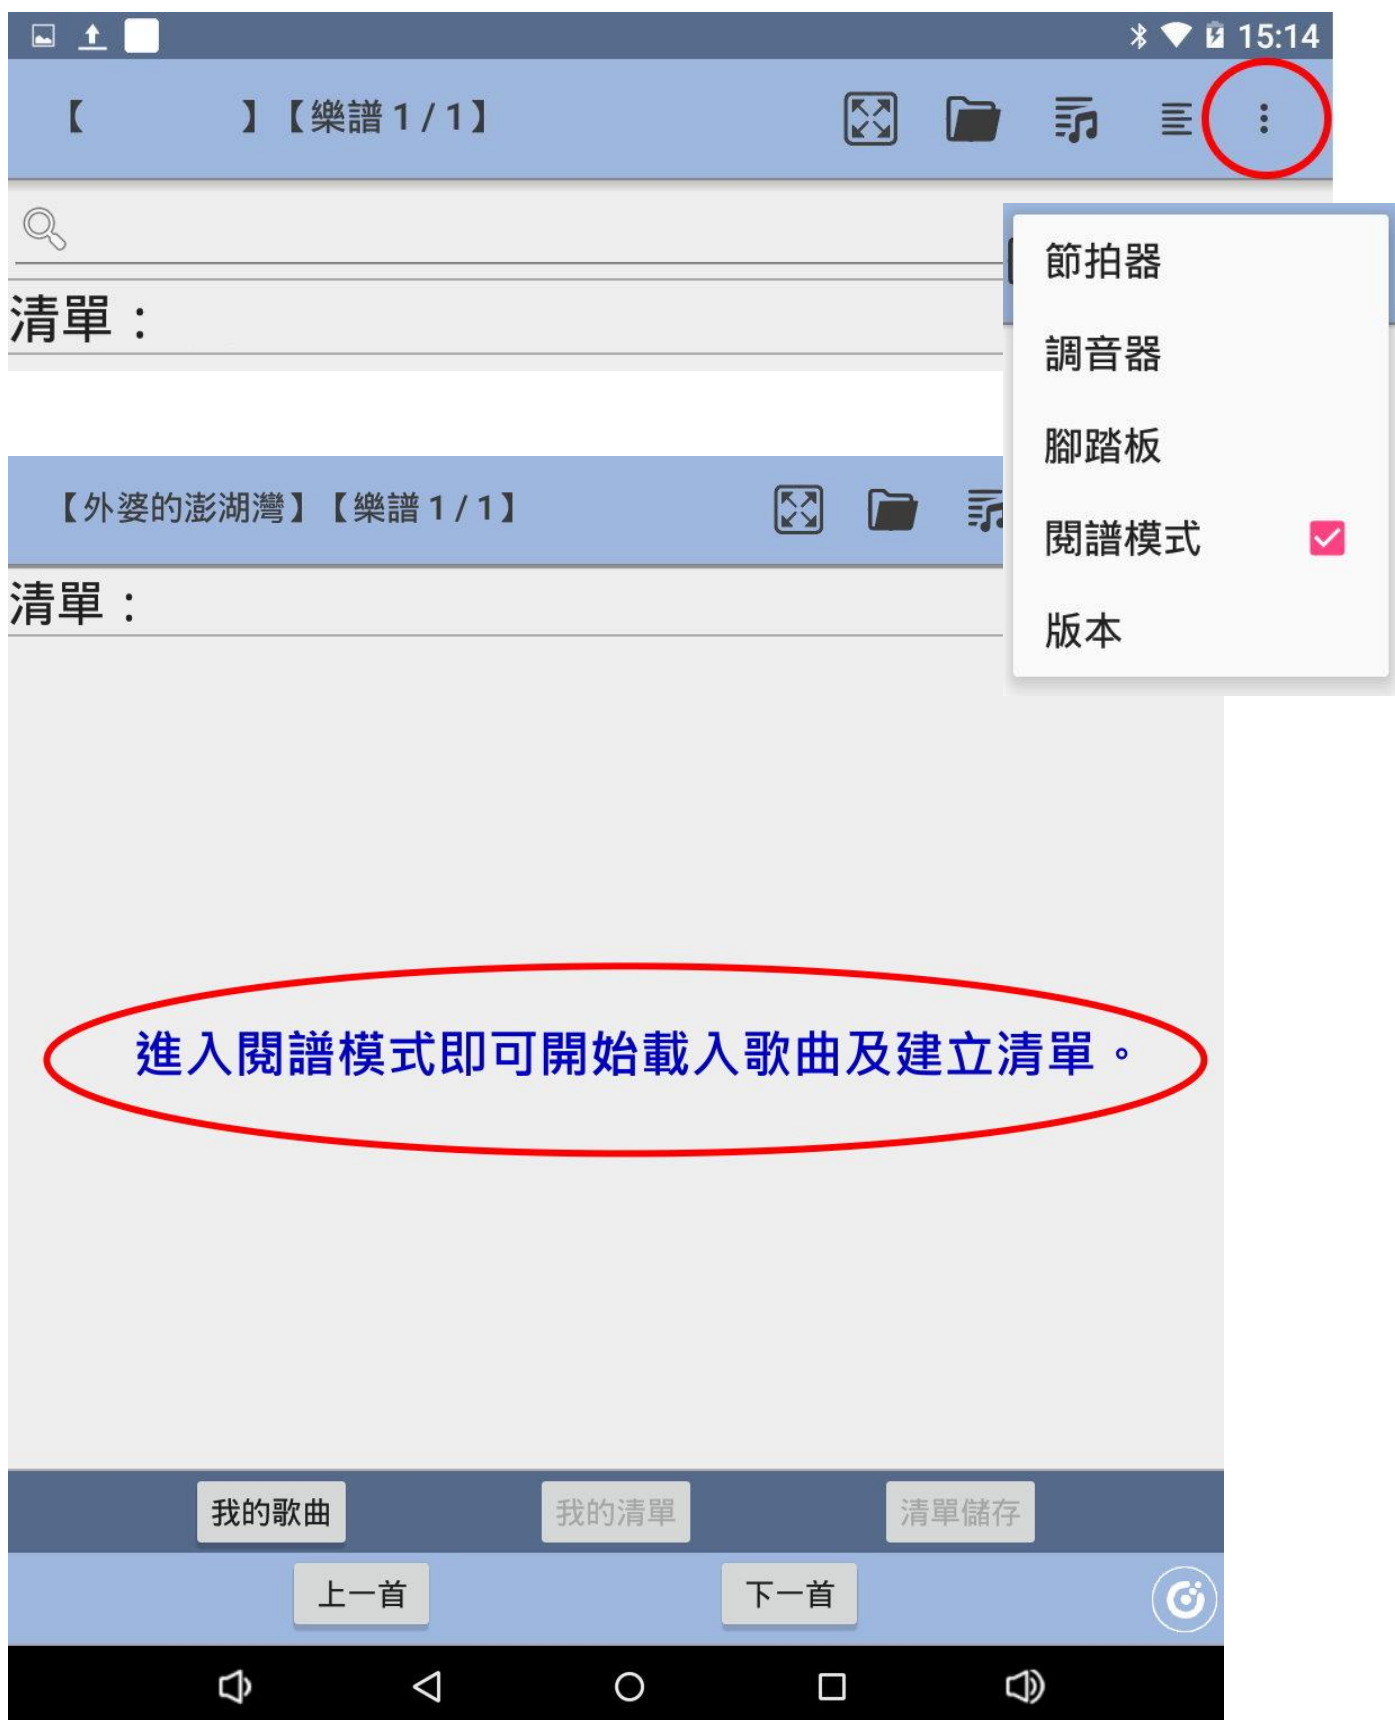 15:14
【 】【樂譜 1 / 1】
清單：
節拍器
調音器
腳踏板
閱譜模式
版本
【外婆的澎湖灣】【樂譜 1 / 1】
清單：
進入閱譜模式即可開始載入歌曲及建立清單。
我的歌曲 我的清單 清單儲存
上一首 下一首